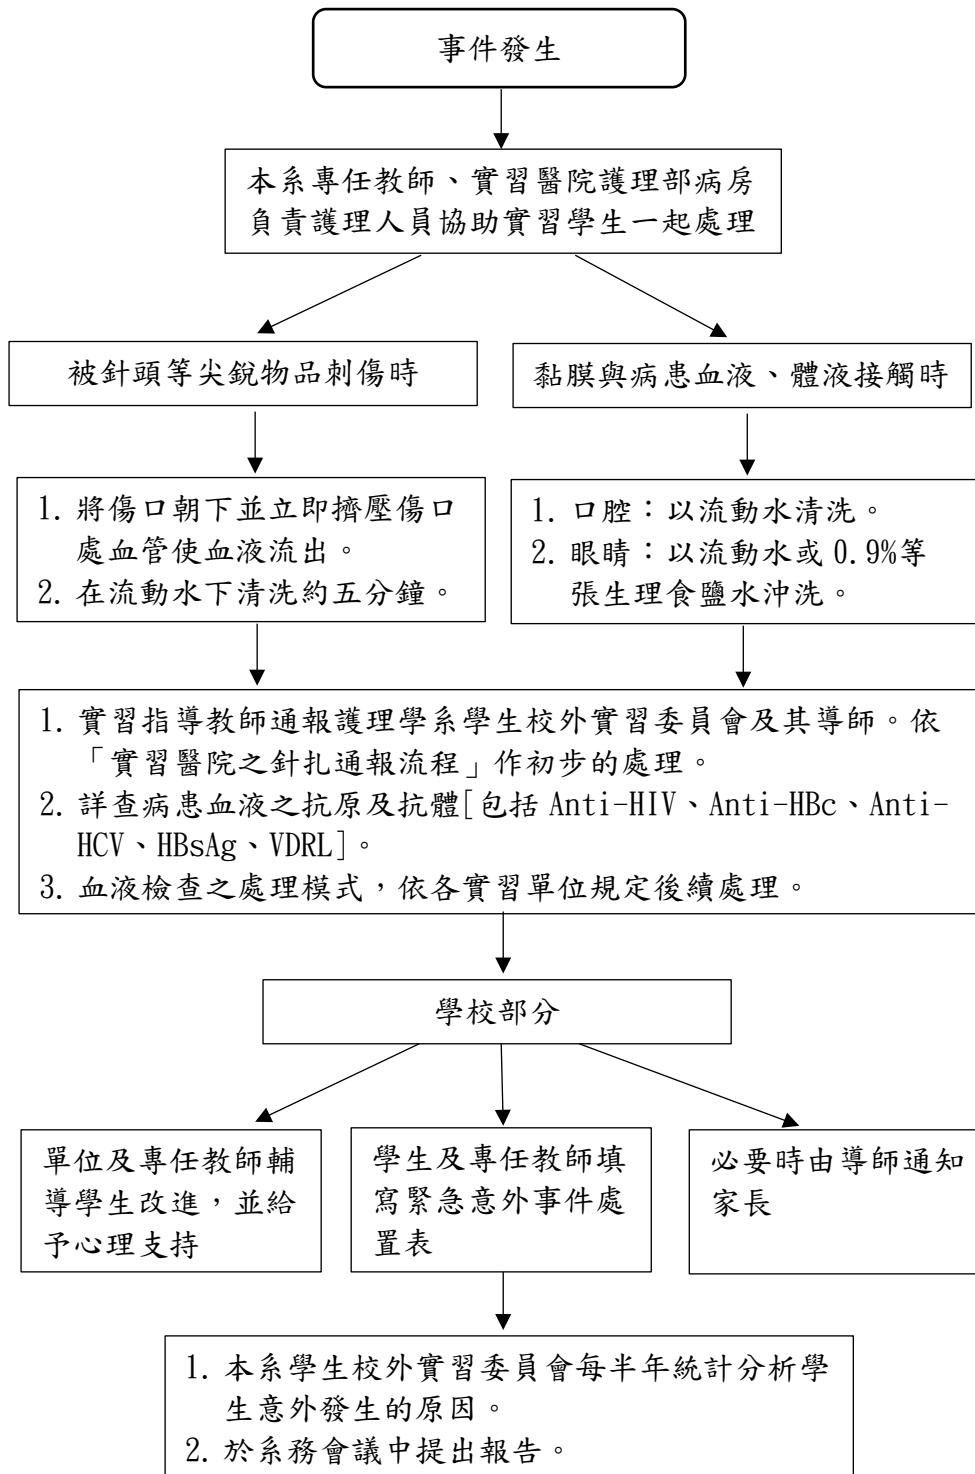 事件發生
本系專任教師、實習醫院護理部病房
負責護理人員協助實習學生一起處理
被針頭等尖銳物品刺傷時
黏膜與病患血液、體液接觸時
1. 將傷口朝下並立即擠壓傷口
處血管使血液流出。
2. 在流動水下清洗約五分鐘。
1. 口腔：以流動水清洗。
2. 眼睛：以流動水或 0.9%等
張生理食鹽水沖洗。
1. 實習指導教師通報護理學系學生校外實習委員會及其導師。依
「實習醫院之針扎通報流程」作初步的處理。
2. 詳查病患血液之抗原及抗體[包括 Anti-HIV、Anti-HBc、Anti-
HCV、HBsAg、VDRL]。
3. 血液檢查之處理模式，依各實習單位規定後續處理。
學校部分
單位及專任教師輔
導學生改進，並給
予心理支持
學生及專任教師填
寫緊急意外事件處
置表
必要時由導師通知
家長
1. 本系學生校外實習委員會每半年統計分析學
生意外發生的原因。
2. 於系務會議中提出報告。